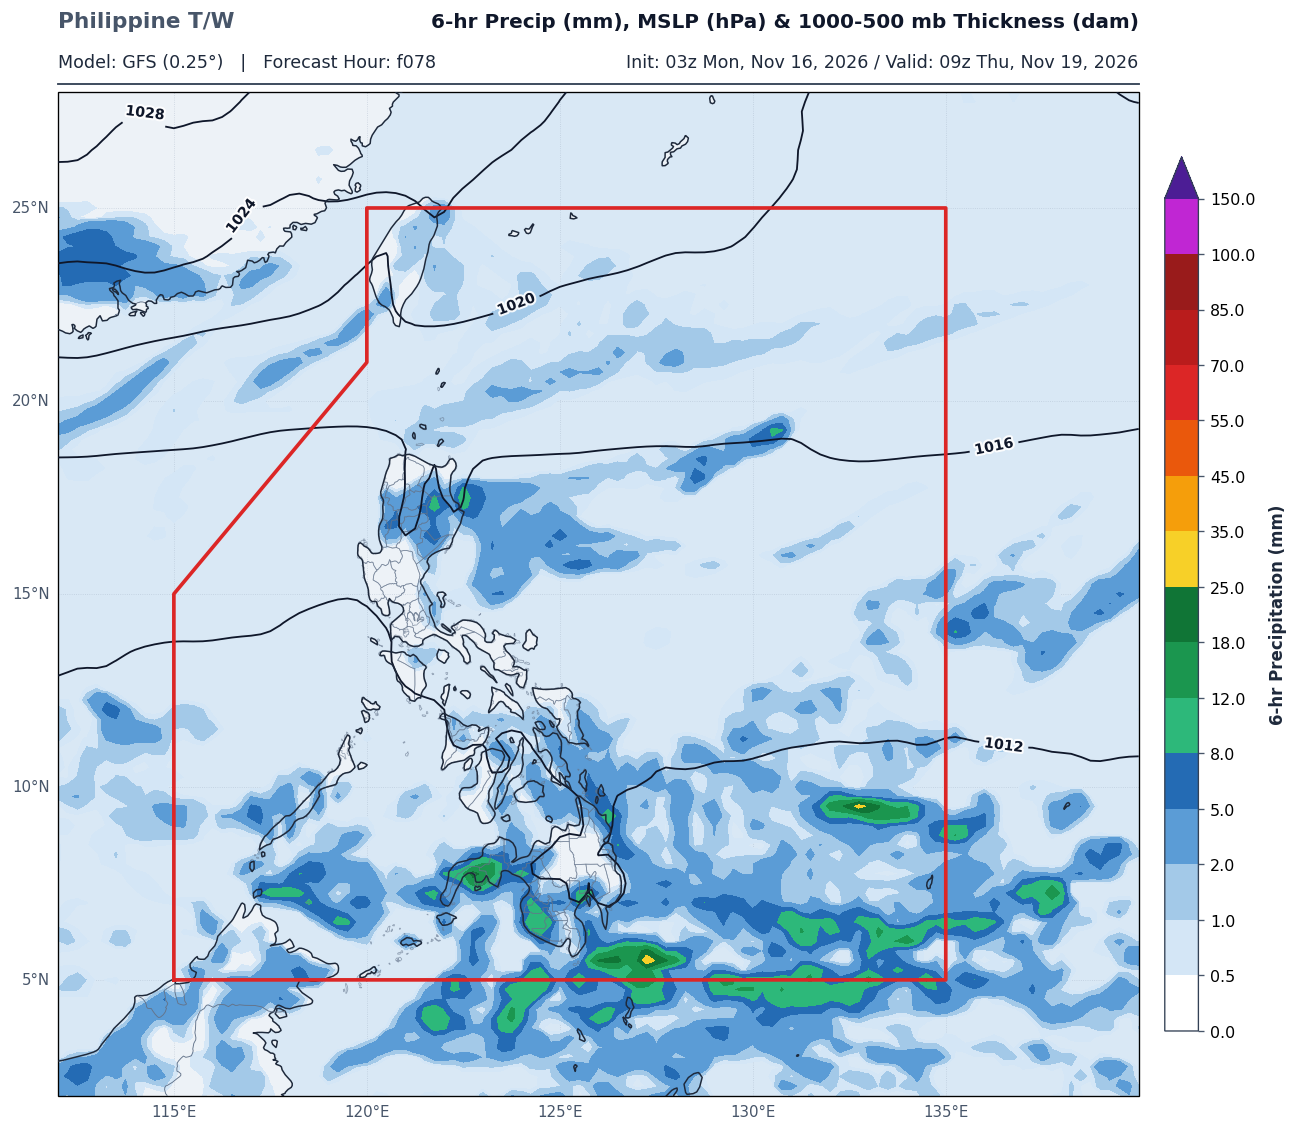 Philippine T/W
6-hr Precip (mm), MSLP (hPa) & 1000-500 mb Thickness (dam)
Model: GFS (0.25°) | Forecast Hour: f078
Init: 03z Mon, Nov 16, 2026 / Valid: 09z Thu, Nov 19, 2026
1028
1024
1020
1016
1012
25°N
20°N
15°N
10°N
5°N
115°E
120°E
125°E
130°E
135°E
150.0
100.0
85.0
70.0
55.0
45.0
35.0
25.0
18.0
12.0
8.0
5.0
2.0
1.0
0.5
0.0
6-hr Precipitation (mm)